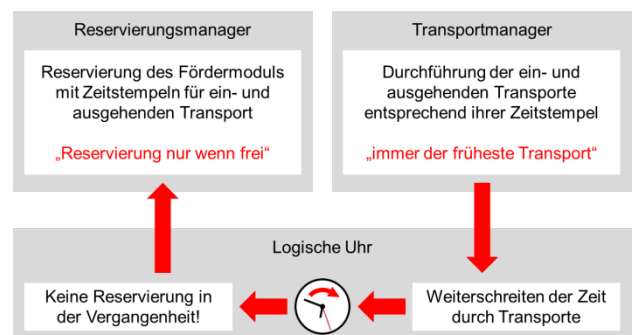 Reservierungsmanager
Reservierung des Fördermoduls
mit Zeitstempeln für ein- und
ausgehenden Transport
„Reservierung nur wenn frei“
Transportmanager
Durchführung der ein- und
ausgehenden Transporte
entsprechend ihrer Zeitstempel
„immer der früheste Transport“
Logische Uhr
Keine Reservierung in
der Vergangenheit!
Weiterschreiten der Zeit
durch Transporte